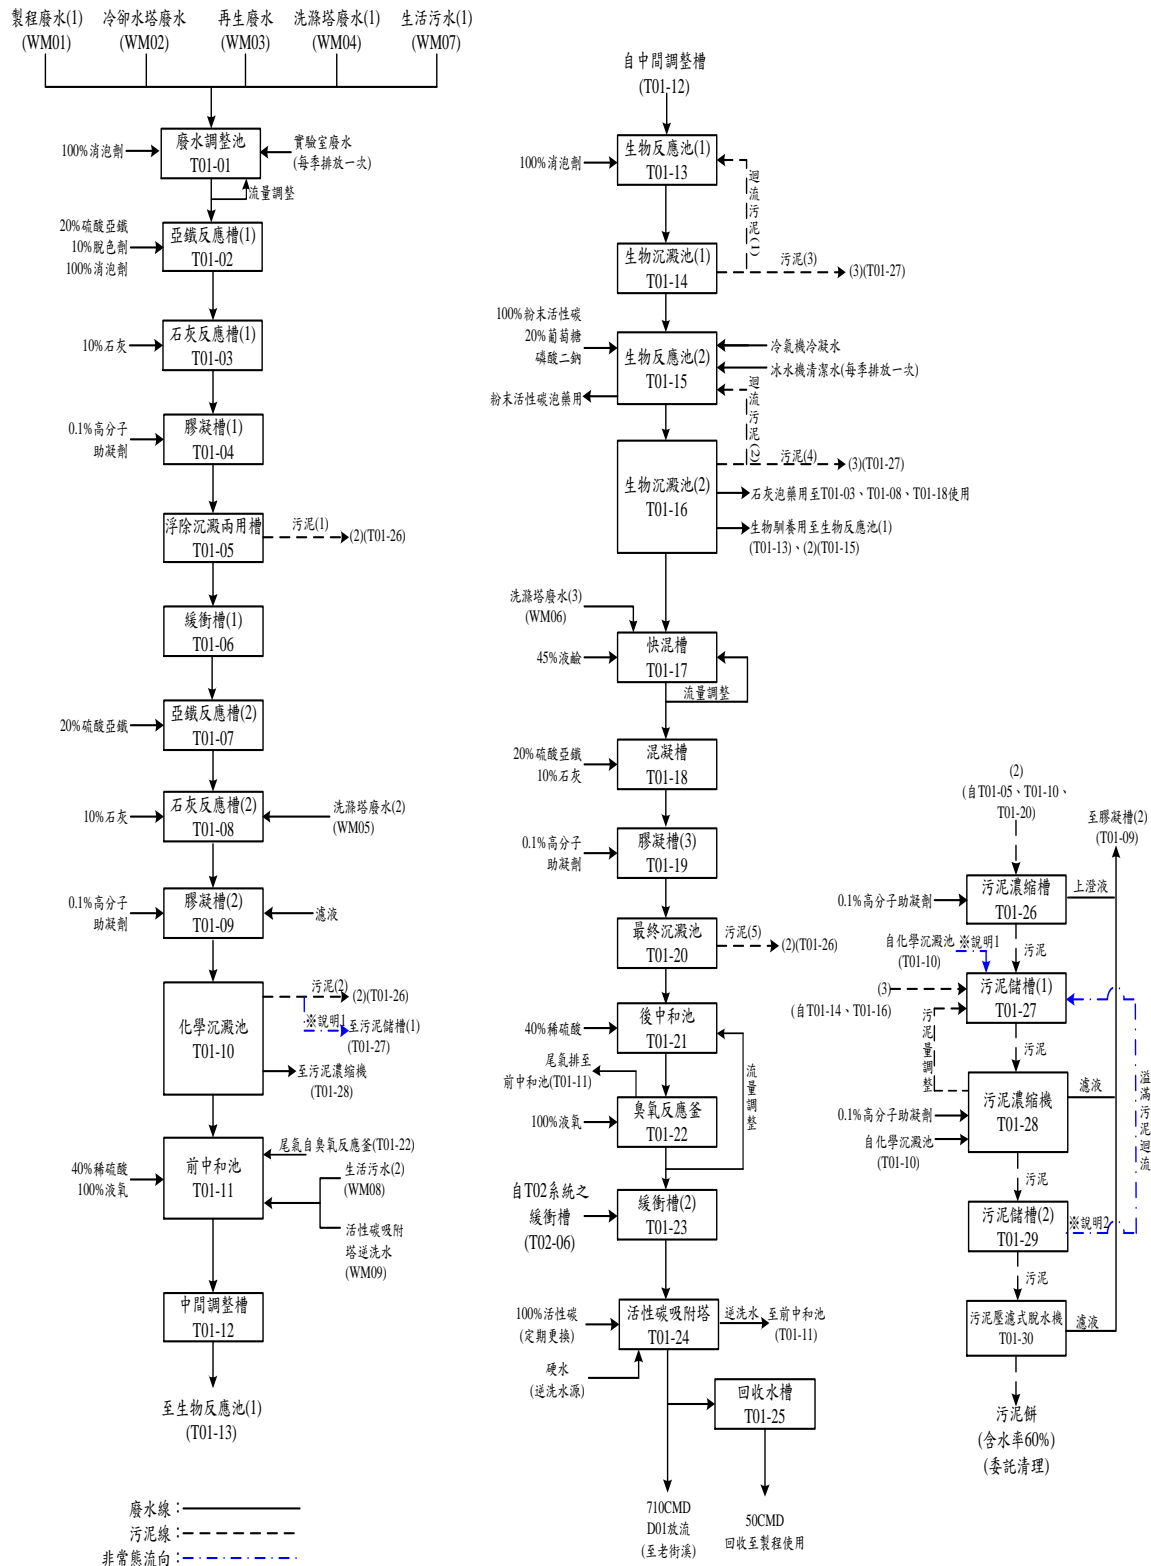 製程廢水(1)
(WM01)
冷卻水塔廢水
(WM02)
再生廢水
(WM03)
洗滌塔廢水(1)
(WM04)
生活污水(1)
(WM07)
100%消泡劑
廢水調整池
T01-01
實驗室廢水
(每季排放一次)
流量調整
20%硫酸亞鐵
10%脫色劑
100%消泡劑
亞鐵反應槽(1)
T01-02
10%石灰
石灰反應槽(1)
T01-03
0.1%高分子
助凝劑
膠凝槽(1)
T01-04
浮除沉澱兩用槽
T01-05
污泥(1)
(2)(T01-26)
緩衝槽(1)
T01-06
20%硫酸亞鐵
亞鐵反應槽(2)
T01-07
10%石灰
石灰反應槽(2)
T01-08
洗滌塔廢水(2)
(WM05)
0.1%高分子
助凝劑
膠凝槽(2)
T01-09
濾液
化學沉澱池
T01-10
污泥(2)
(2)(T01-26)
※說明1
至污泥儲槽(1)
(T01-27)
至污泥濃縮機
(T01-28)
40%稀硫酸
100%液氧
前中和池
T01-11
尾氣自臭氧反應釜(T01-22)
生活污水(2)
(WM08)
活性碳吸附
塔逆洗水
(WM09)
中間調整槽
T01-12
至生物反應池(1)
(T01-13)
廢水線：
污泥線：
非常態流向：
自中間調整槽
(T01-12)
100%消泡劑
生物反應池(1)
T01-13
迴流污泥(1)
生物沉澱池(1)
T01-14
污泥(3)
(3)(T01-27)
100%粉末活性碳
20%葡萄糖
磷酸二鈉
生物反應池(2)
T01-15
冷氣機冷凝水
冰水機清潔水(每季排放一次)
粉末活性碳泡藥用
迴流污泥(2)
生物沉澱池(2)
T01-16
污泥(4)
(3)(T01-27)
石灰泡藥用至T01-03、T01-08、T01-18使用
生物馴養用至生物反應池(1)
(T01-13)、(2)(T01-15)
洗滌塔廢水(3)
(WM06)
45%液鹼
快混槽
T01-17
流量調整
20%硫酸亞鐵
10%石灰
混凝槽
T01-18
0.1%高分子
助凝劑
膠凝槽(3)
T01-19
最終沉澱池
T01-20
污泥(5)
(2)(T01-26)
40%稀硫酸
後中和池
T01-21
尾氣排至
前中和池(T01-11)
流量調整
100%液氧
臭氧反應釜
T01-22
自T02系統之
緩衝槽
(T02-06)
緩衝槽(2)
T01-23
100%活性碳
(定期更換)
活性碳吸附塔
T01-24
逆洗水
至前中和池
(T01-11)
硬水
(逆洗水源)
回收水槽
T01-25
710CMD
D01放流
(至老街溪)
50CMD
回收至製程使用
(2)
(自T01-05、T01-10、
T01-20)
至膠凝槽(2)
(T01-09)
0.1%高分子助凝劑
污泥濃縮槽
T01-26
上澄液
污泥
自化學沉澱池
(T01-10)
※說明1
(3)
(自T01-14、T01-16)
污泥儲槽(1)
T01-27
污泥量調整
污泥
污泥濃縮機
T01-28
濾液
0.1%高分子助凝劑
自化學沉澱池
(T01-10)
溢滿污泥迴流
污泥
污泥儲槽(2)
T01-29
※說明2
污泥
污泥壓濾式脫水機
T01-30
濾液
污泥餅
(含水率60%)
(委託清理)